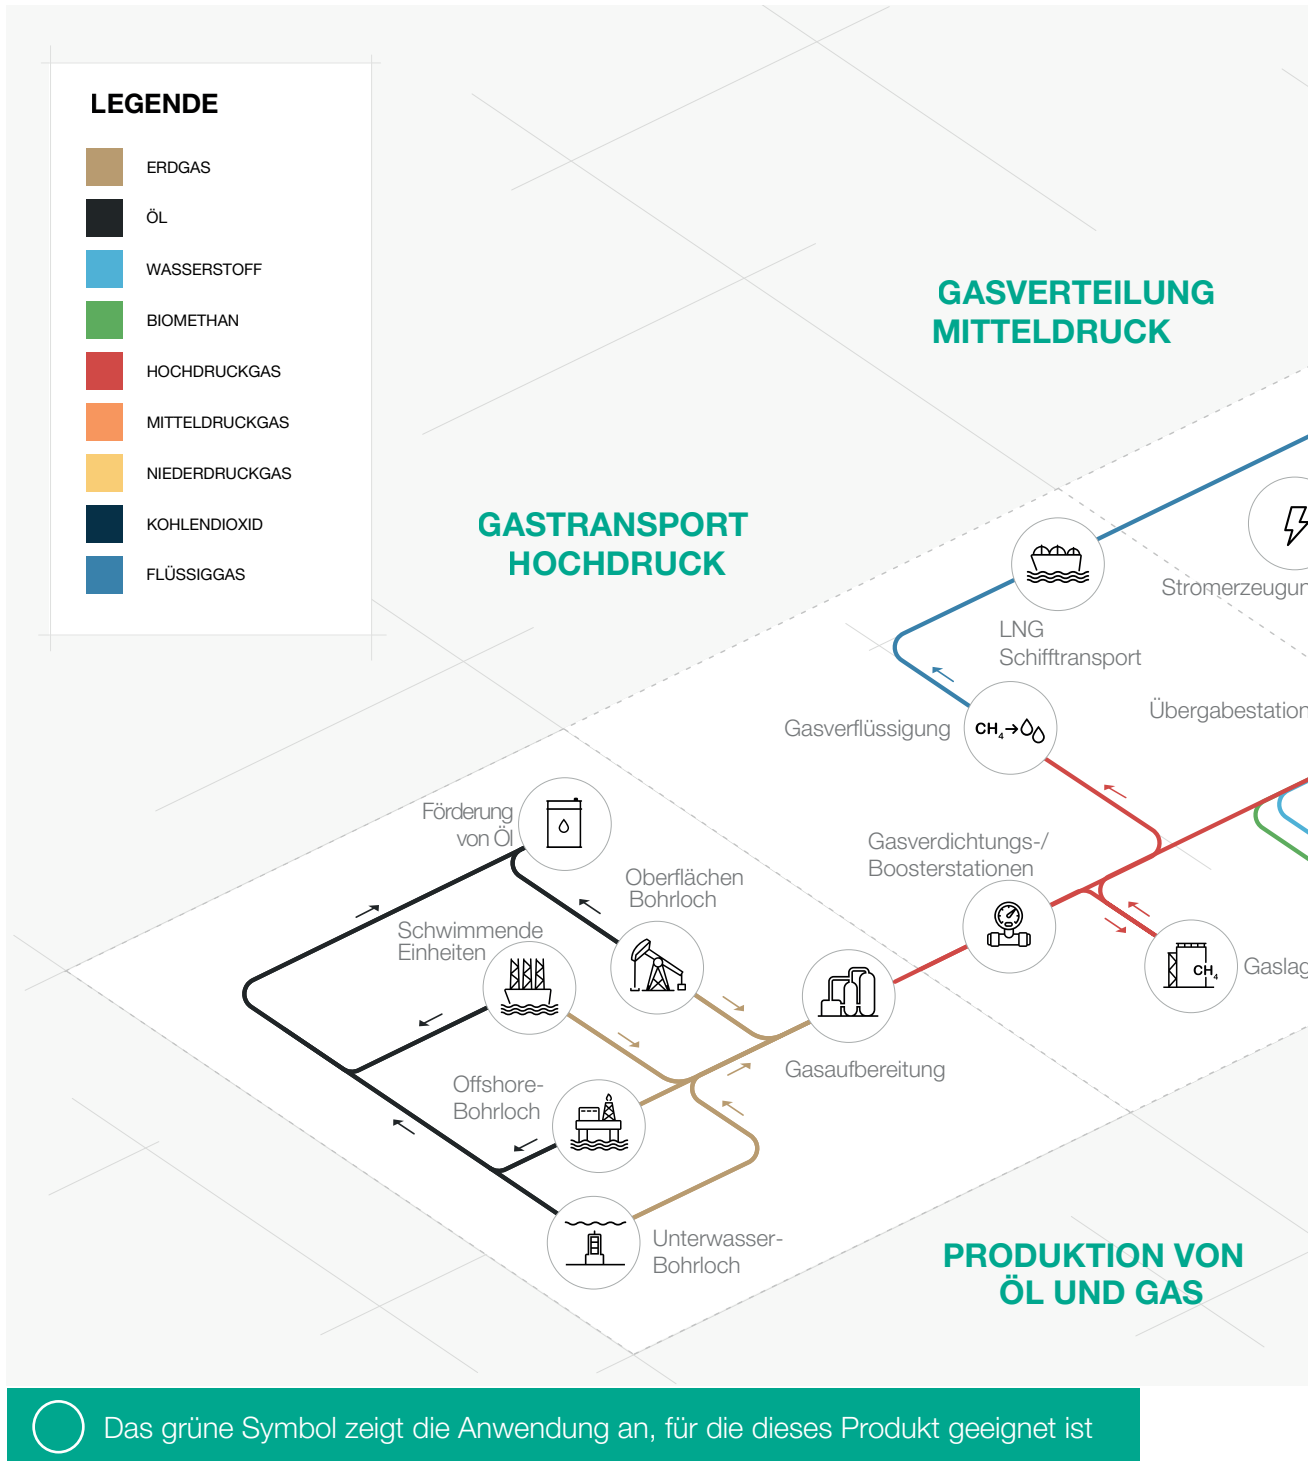 LEGENDE
ERDGAS
ÖL
WASSERSTOFF
BIOMETHAN
HOCHDRUCKGAS
MITTELDRUCKGAS
NIEDERDRUCKGAS
KOHLENDIOXID
FLÜSSIGGAS
GASVERTEILUNG
MITTELDRUCK
GASTRANSPORT
HOCHDRUCK
Stromerzeugun
LNG
Schifftransport
Übergabestation
Gasverflüssigung
CH₄→
Förderung
von Öl
Gasverdichtungs-/
Boosterstationen
Oberflächen
Bohrloch
Schwimmende
Einheiten
CH₄
Gaslag
Gasaufbereitung
Offshore-
Bohrloch
Unterwasser-
Bohrloch
PRODUKTION VON
ÖL UND GAS
Das grüne Symbol zeigt die Anwendung an, für die dieses Produkt geeignet ist